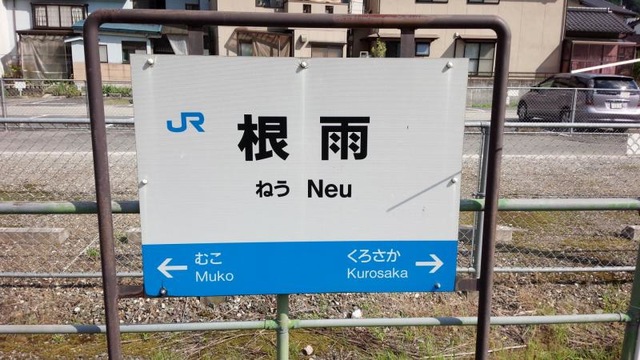 JR
根雨
ねう Neu
むこ
Muko
くろさか
Kurosaka